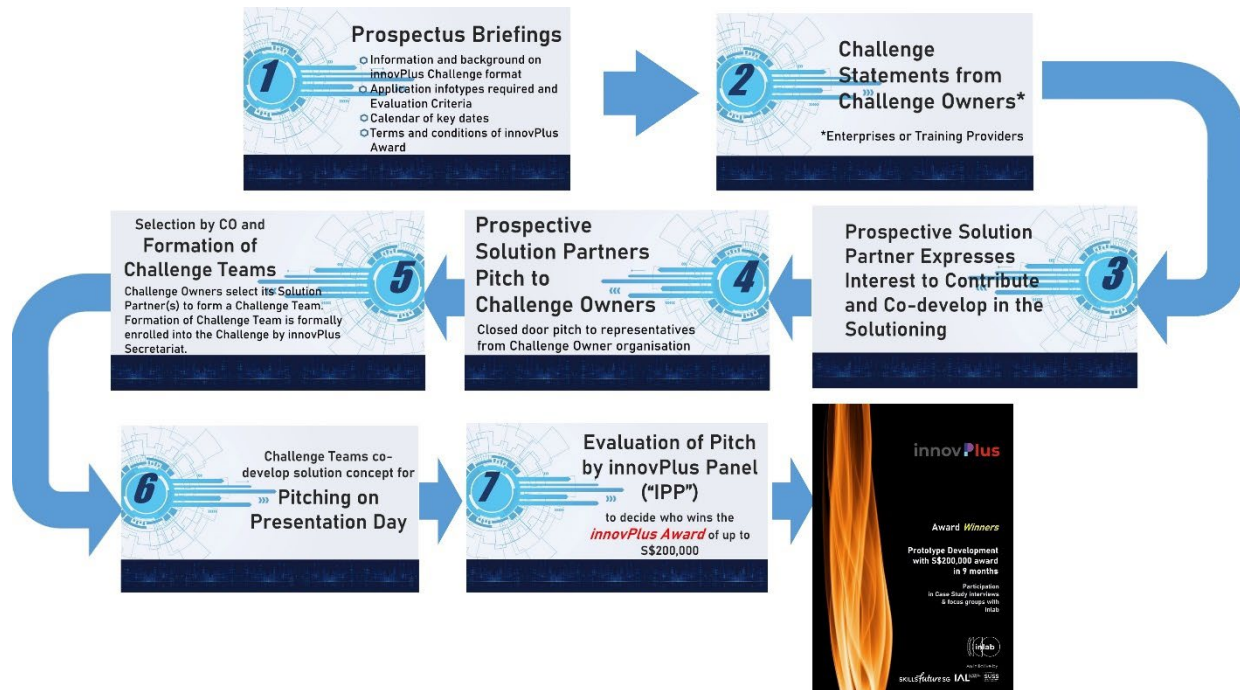 1
Prospectus Briefings
Information and background on
innovPlus Challenge format
Application infotypes required and
Evaluation Criteria
Calendar of key dates
Terms and conditions of innovPlus
Award
2
Challenge
Statements from
Challenge Owners*
*Enterprises or Training Providers
3
Prospective Solution
Partner Expresses
Interest to Contribute
and Co-develop in the
Solutioning
4
Prospective
Solution Partners
Pitch to
Challenge Owners
Closed door pitch to representatives
from Challenge Owner organisation
5
Selection by CO and
Formation of
Challenge Teams
Challenge Owners select its Solution
Partner(s) to form a Challenge Team.
Formation of Challenge Team is formally
enrolled into the Challenge by innovPlus
Secretariat.
6
Challenge Teams co-
develop solution concept for
Pitching on
Presentation Day
7
Evaluation of Pitch
by innovPlus Panel
("IPP")
to decide who wins the
innovPlus Award of up to
S$200,000
innovPlus
Award Winners
Prototype Development
with S$200,000 award
in 9 months
Participation
in Case Study interviews
& focus groups with
Inlab
inlab
SKILLSfuture SG IAL SUSS